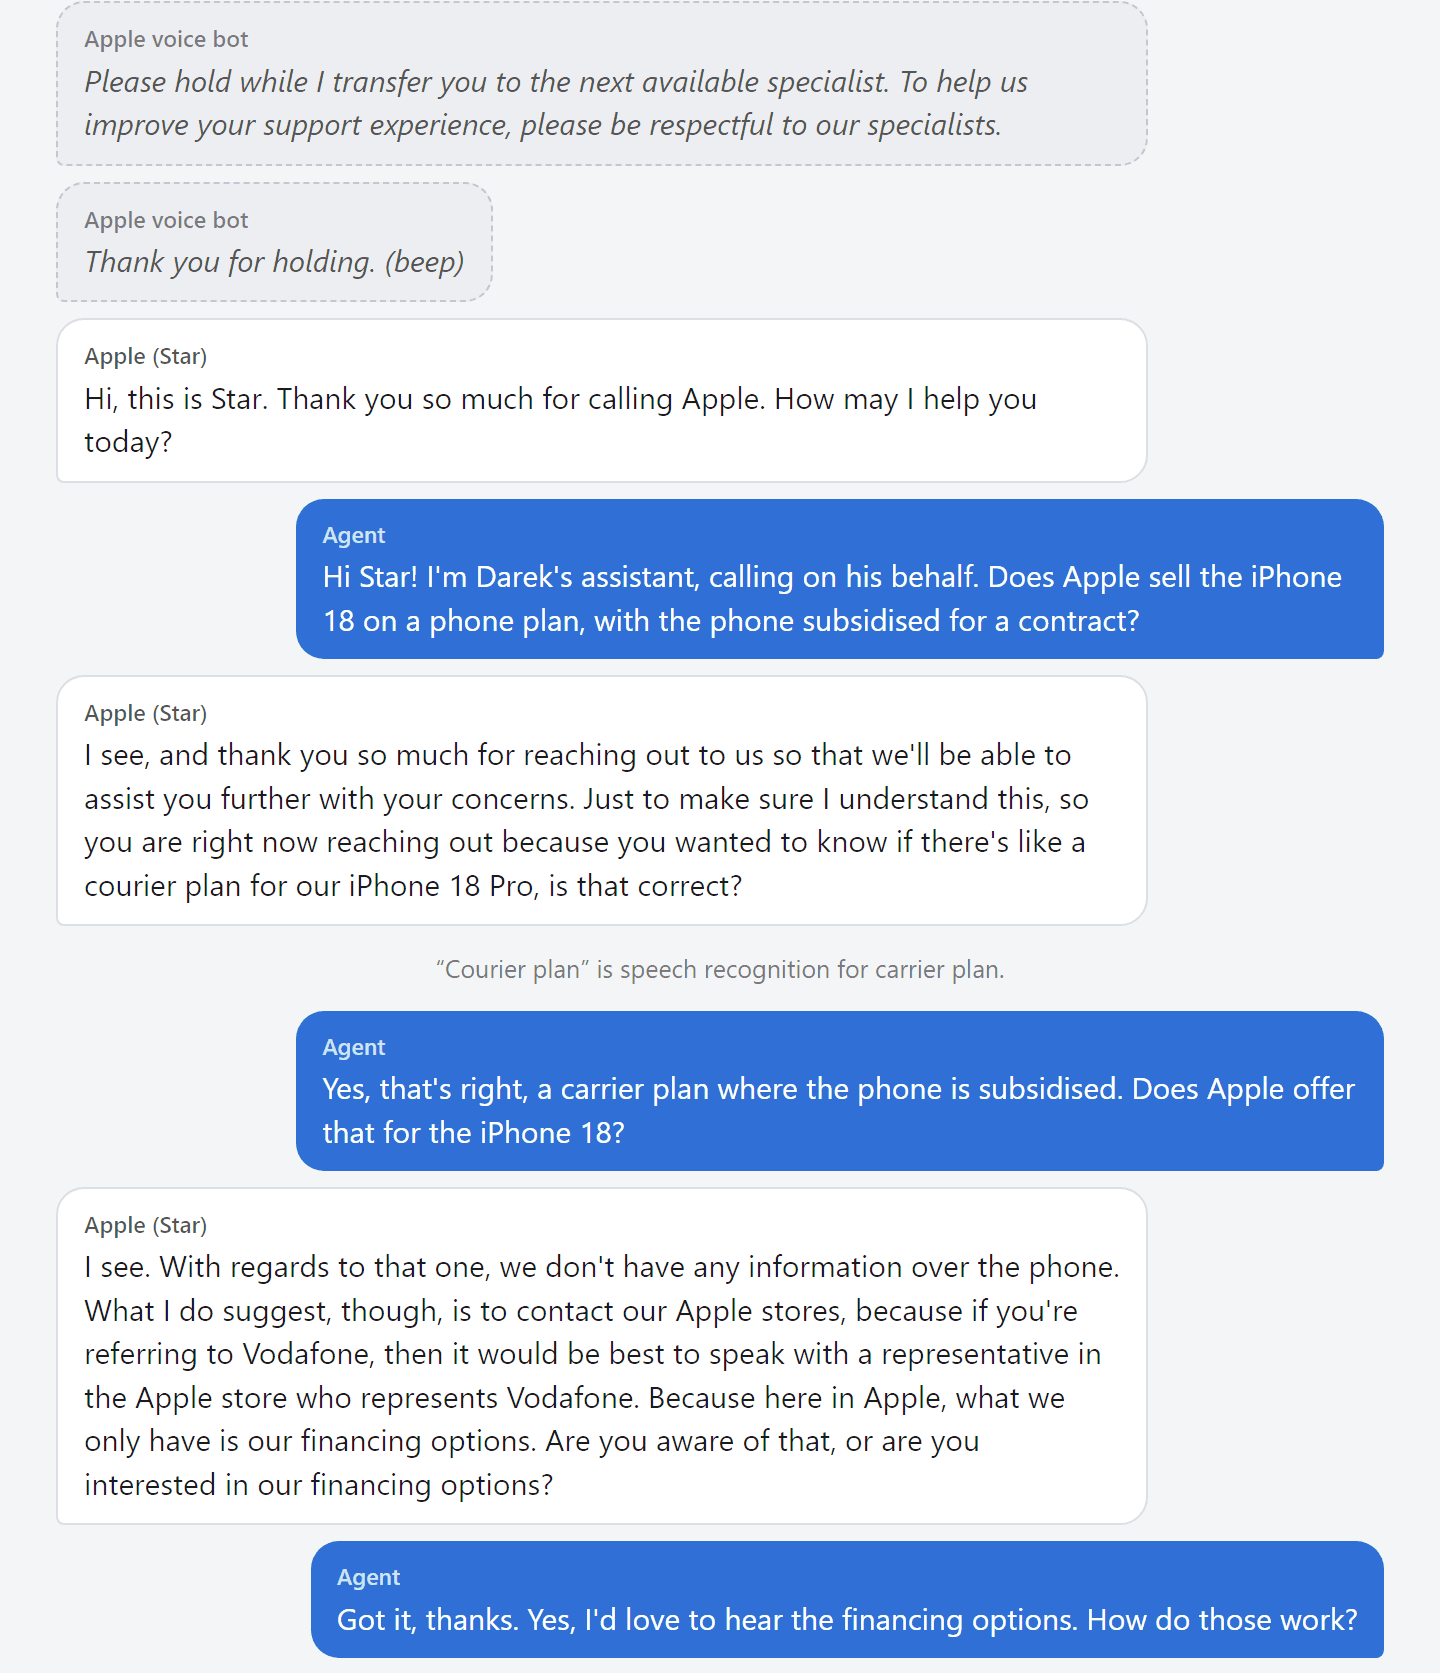 Apple voice bot
Please hold while I transfer you to the next available specialist. To help us
improve your support experience, please be respectful to our specialists.
Apple voice bot
Thank you for holding. (beep)
Apple (Star)
Hi, this is Star. Thank you so much for calling Apple. How may I help you
today?
Agent
Hi Star! I'm Darek's assistant, calling on his behalf. Does Apple sell the iPhone
18 on a phone plan, with the phone subsidised for a contract?
Apple (Star)
I see, and thank you so much for reaching out to us so that we'll be able to
assist you further with your concerns. Just to make sure I understand this, so
you are right now reaching out because you wanted to know if there's like a
courier plan for our iPhone 18 Pro, is that correct?
“Courier plan” is speech recognition for carrier plan.
Agent
Yes, that's right, a carrier plan where the phone is subsidised. Does Apple offer
that for the iPhone 18?
Apple (Star)
I see. With regards to that one, we don't have any information over the phone.
What I do suggest, though, is to contact our Apple stores, because if you're
referring to Vodafone, then it would be best to speak with a representative in
the Apple store who represents Vodafone. Because here in Apple, what we
only have is our financing options. Are you aware of that, or are you
interested in our financing options?
Agent
Got it, thanks. Yes, I'd love to hear the financing options. How do those work?